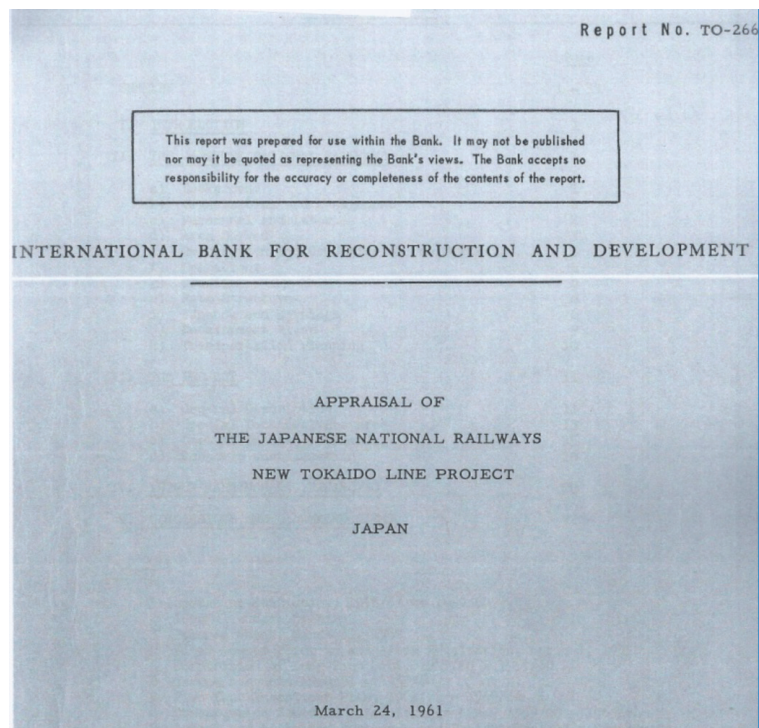 Report No. TO-266
This report was prepared for use within the Bank. It may not be published
nor may it be quoted as representing the Bank's views. The Bank accepts no
responsibility for the accuracy or completeness of the contents of the report.
INTERNATIONAL BANK FOR RECONSTRUCTION AND DEVELOPMENT
APPRAISAL OF
THE JAPANESE NATIONAL RAILWAYS
NEW TOKAIDO LINE PROJECT
JAPAN
March 24, 1961